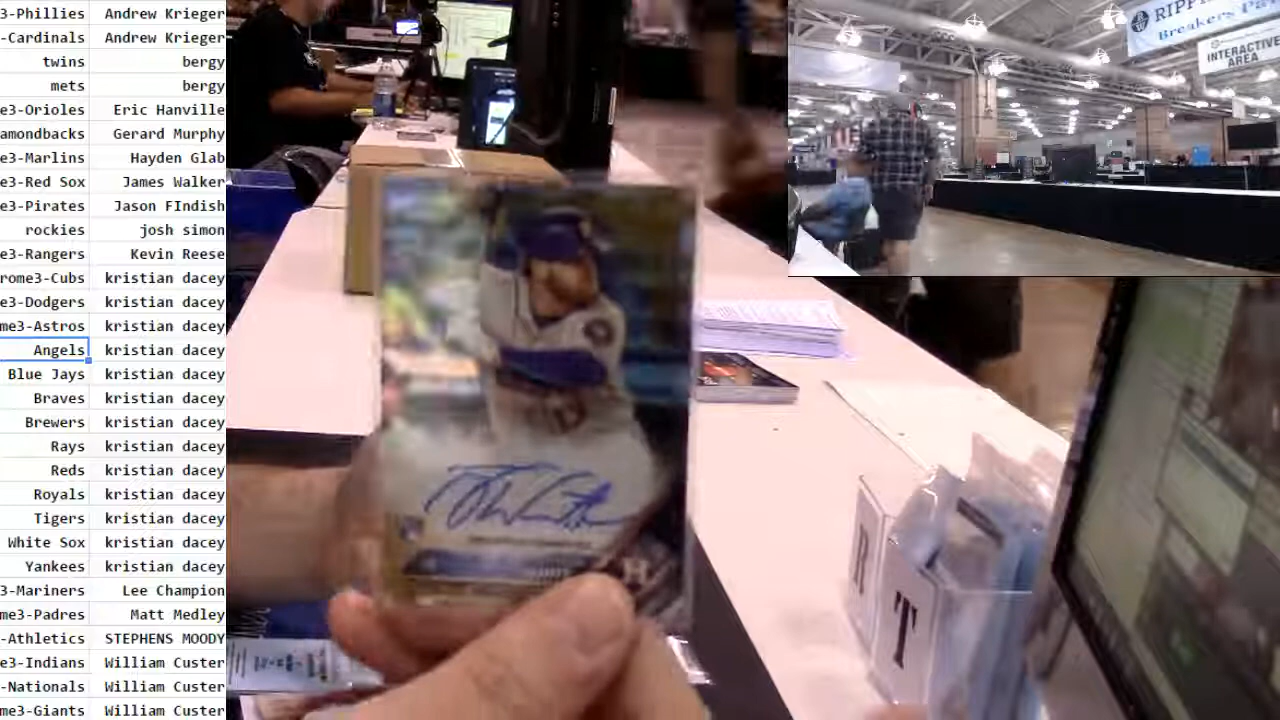 3-Phillies Andrew Krieger
-Cardinals Andrew Krieger
twins bergy
mets bergy
e3-Orioles Eric Hanville
amondbacks Gerard Murphy
e3-Marlins Hayden Glab
e3-Red Sox James Walker
e3-Pirates Jason FIndish
rockies josh simon
e3-Rangers Kevin Reese
rome3-Cubs kristian dacey
e3-Dodgers kristian dacey
me3-Astros kristian dacey
Angels kristian dacey
Blue Jays kristian dacey
Braves kristian dacey
Brewers kristian dacey
Rays kristian dacey
Reds kristian dacey
Royals kristian dacey
Tigers kristian dacey
White Sox kristian dacey
Yankees kristian dacey
3-Mariners Lee Champion
me3-Padres Matt Medley
-Athletics STEPHENS MOODY
e3-Indians William Custer
-Nationals William Custer
me3-Giants William Custer
RIPPI
Breakers Pa
INTERACTIVE
AREA
R
T
H